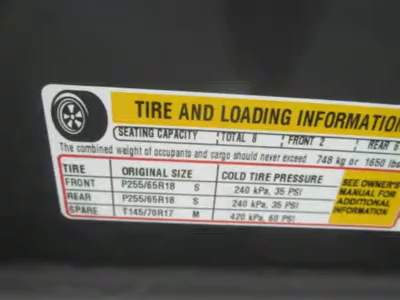 TIRE AND LOADING INFORMATION
SEATING CAPACITY TOTAL 8 FRONT 2 REAR 6
The combined weight of occupants and cargo should never exceed 748 kg or 1650 lbs
TIRE ORIGINAL SIZE COLD TIRE PRESSURE
FRONT P255/65R18 S 240 kPa, 35 PSI
REAR P255/65R18 S 240 kPa, 35 PSI
SPARE T145/70R17 M 420 kPa, 60 PSI
SEE OWNER'S
MANUAL FOR
ADDITIONAL
INFORMATION